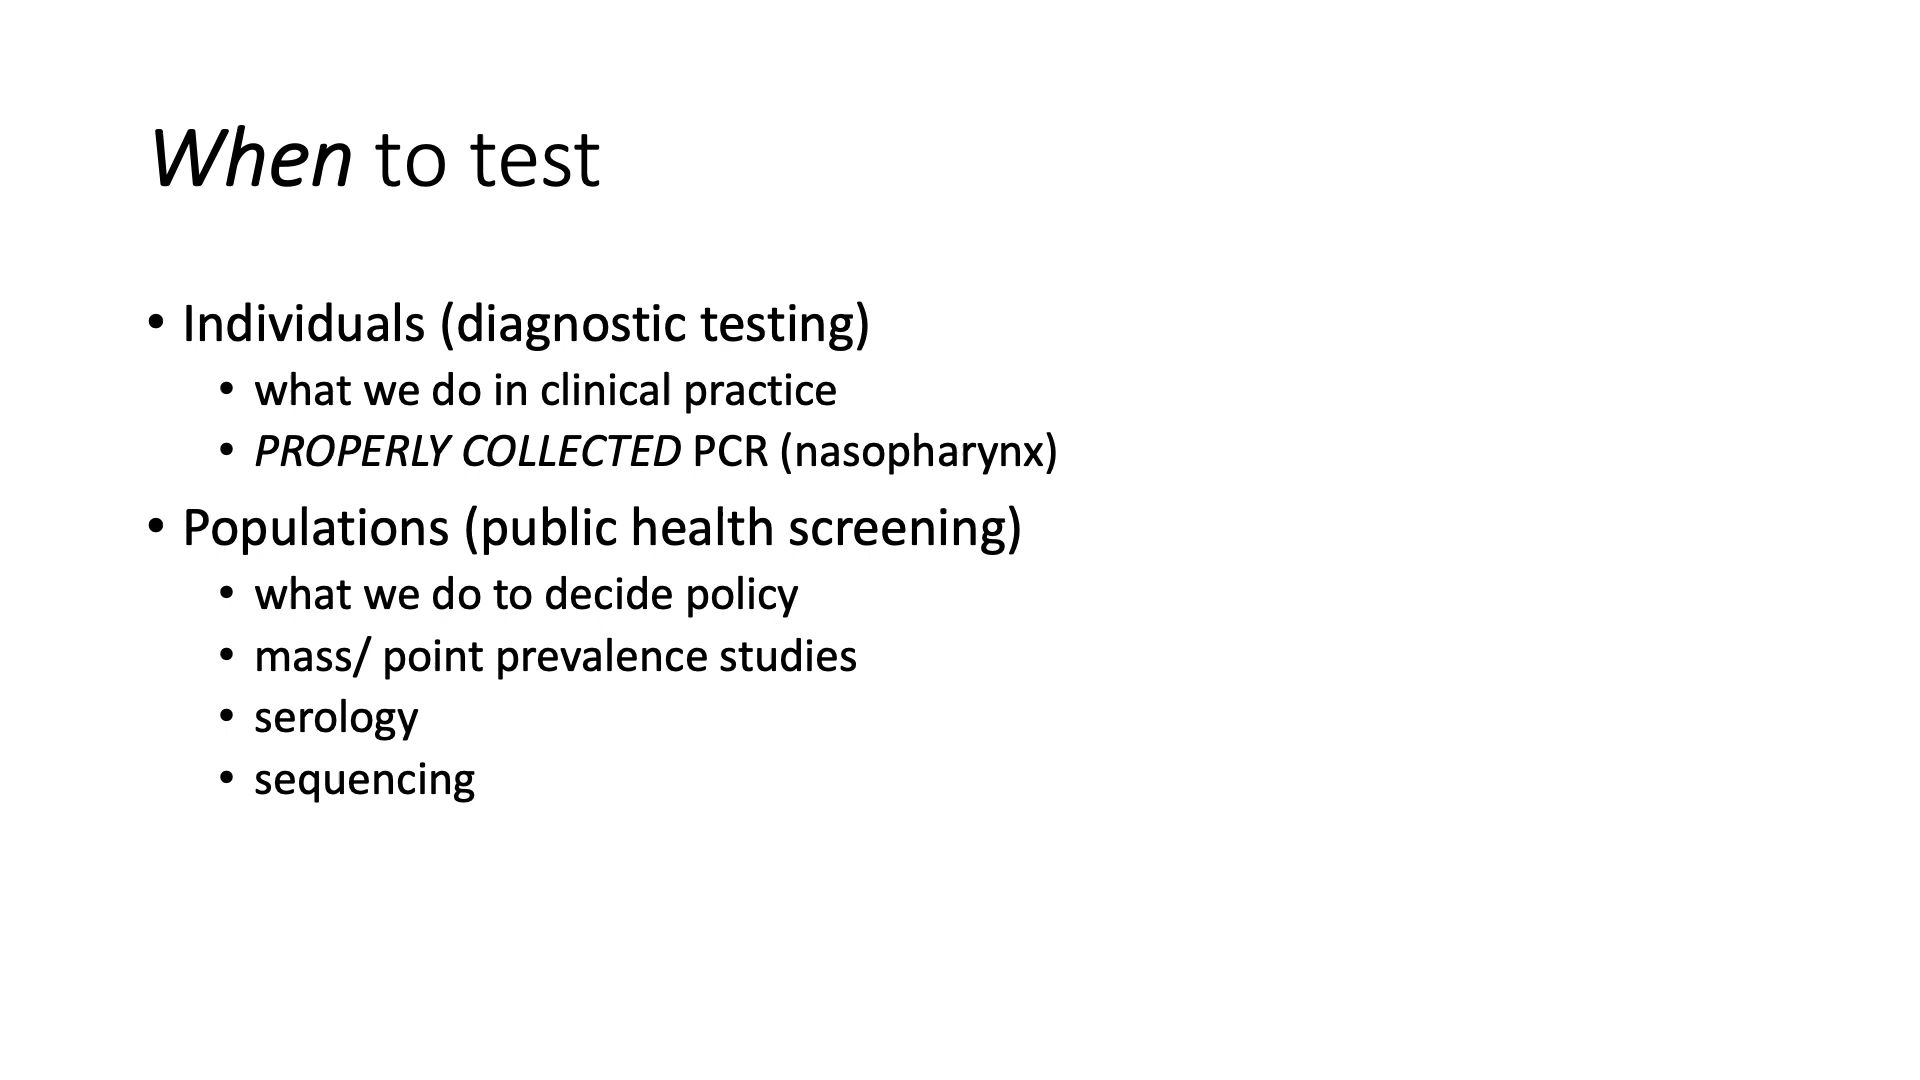 When to test
• Individuals (diagnostic testing)
• what we do in clinical practice
• PROPERLY COLLECTED PCR (nasopharynx)
• Populations (public health screening)
• what we do to decide policy
• mass/ point prevalence studies
• serology
• sequencing